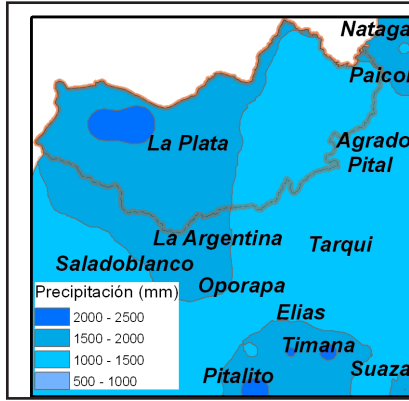 Nataga
Paicol
La Plata
Agrado
Pital
La Argentina
Tarqui
Saladoblanco
Oporapa
Precipitación (mm)
2000 - 2500
1500 - 2000
1000 - 1500
500 - 1000
Elias
Timana
Pitalito
Suaza